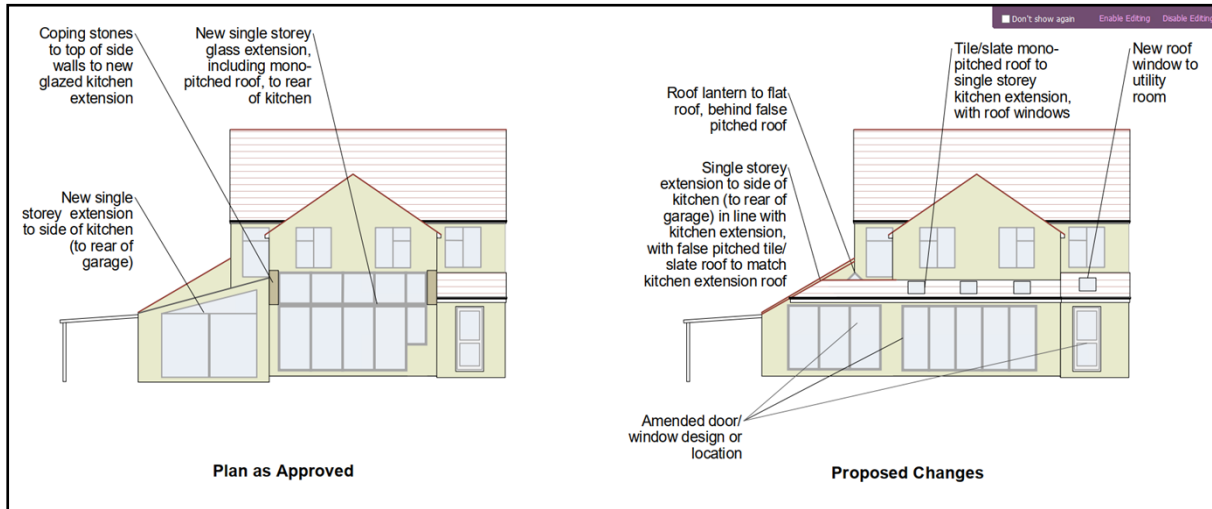 Don't show again
Enable Editing
Disable Editing
Coping stones
to top of side
walls to new
glazed kitchen
extension
New single storey
glass extension,
including mono-
pitched roof, to rear
of kitchen
New single
storey extension
to side of kitchen
(to rear of
garage)
Plan as Approved
Roof lantern to flat
roof, behind false
pitched roof
Tile/slate mono-
pitched roof to
single storey
kitchen extension,
with roof windows
New roof
window to
utility
room
Single storey
extension to side of
kitchen (to rear of
garage) in line with
kitchen extension,
with false pitched tile/
slate roof to match
kitchen extension roof
Amended door/
window design or
location
Proposed Changes